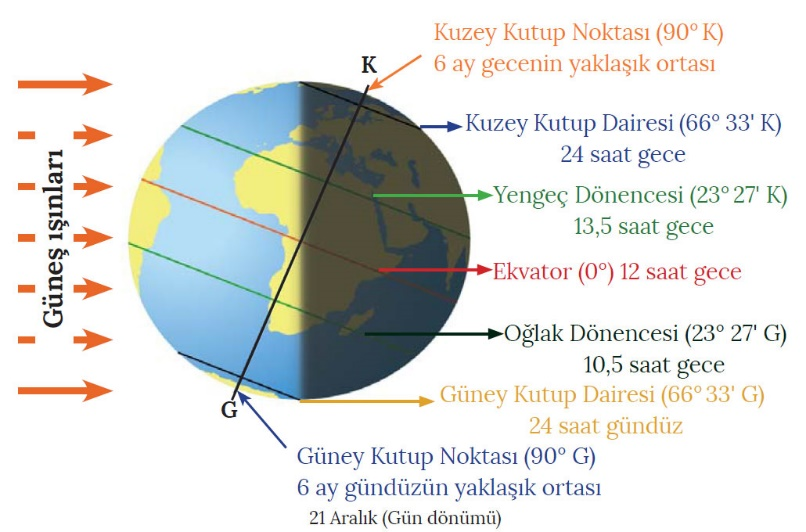 Kuzey Kutup Noktası (90° K)
6 ay gecenin yaklaşık ortası
K
Kuzey Kutup Dairesi (66° 33' K)
24 saat gece
Güneş ışınları
Yengeç Dönencesi (23° 27' K)
13,5 saat gece
Ekvator (0°) 12 saat gece
Oğlak Dönencesi (23° 27' G)
10,5 saat gece
Güney Kutup Dairesi (66° 33' G)
24 saat gündüz
G
Güney Kutup Noktası (90° G)
6 ay gündüzün yaklaşık ortası
21 Aralık (Gün dönümü)